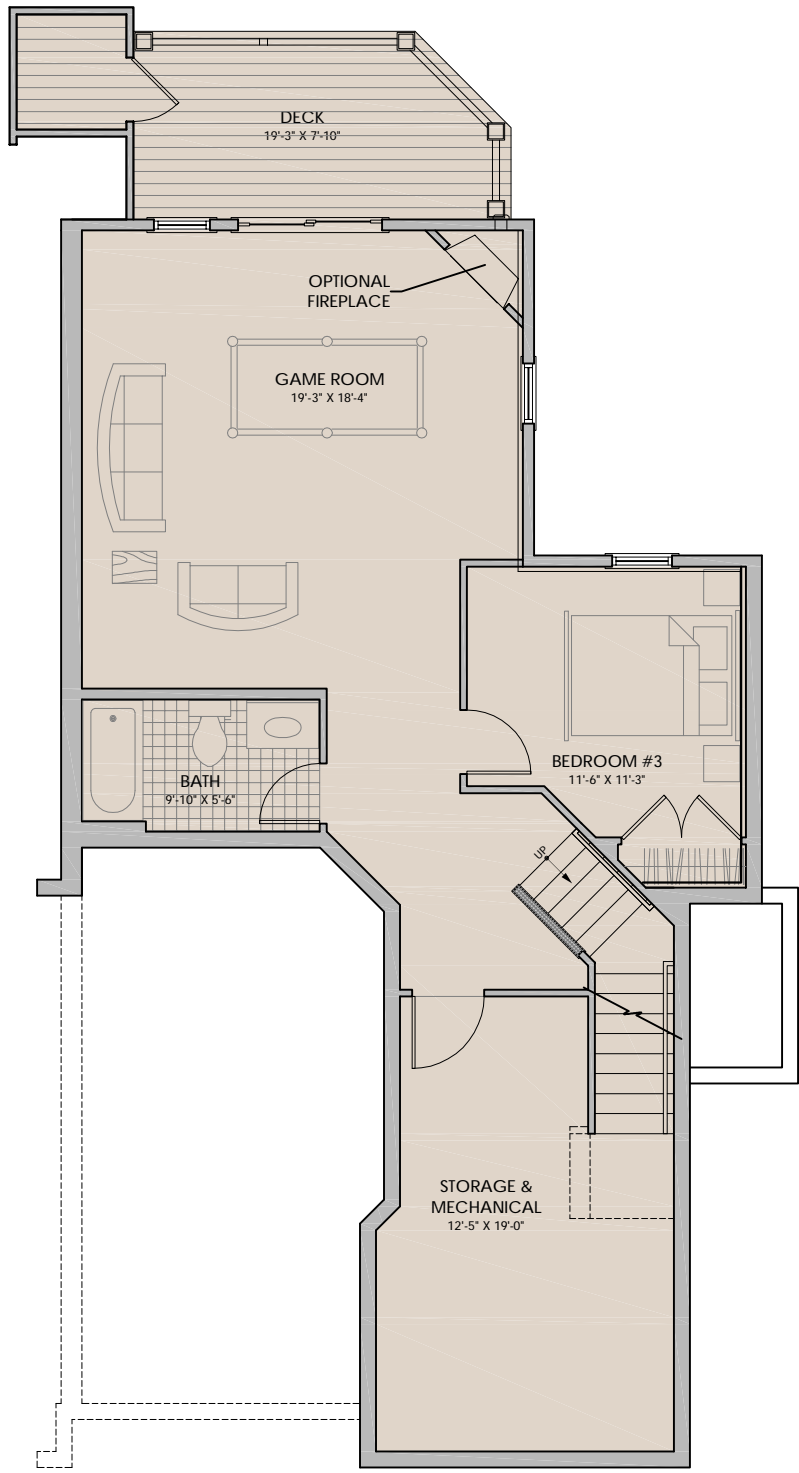 DECK
19'-3" X 7'-10"
OPTIONAL
FIREPLACE
GAME ROOM
19'-3" X 18'-4"
BEDROOM #3
11'-6" X 11'-3"
BATH
9'-10" X 5'-6"
UP
STORAGE &
MECHANICAL
12'-5" X 19'-0"